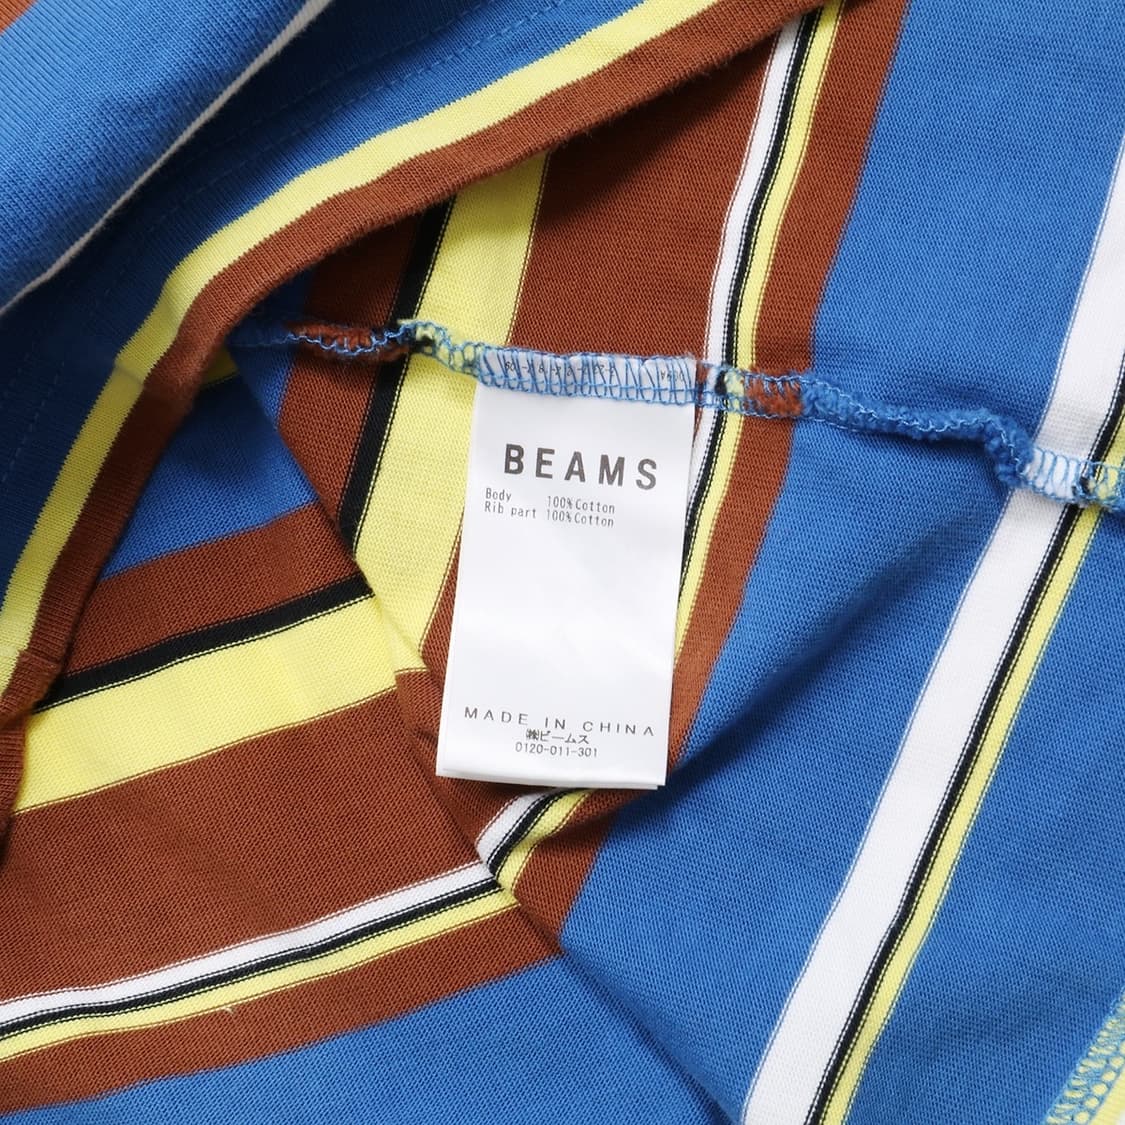 BEAMS
Body 100%Cotton
Rib part 100%Cotton
MADE IN CHINA
㈱ビームス
0120-011-301